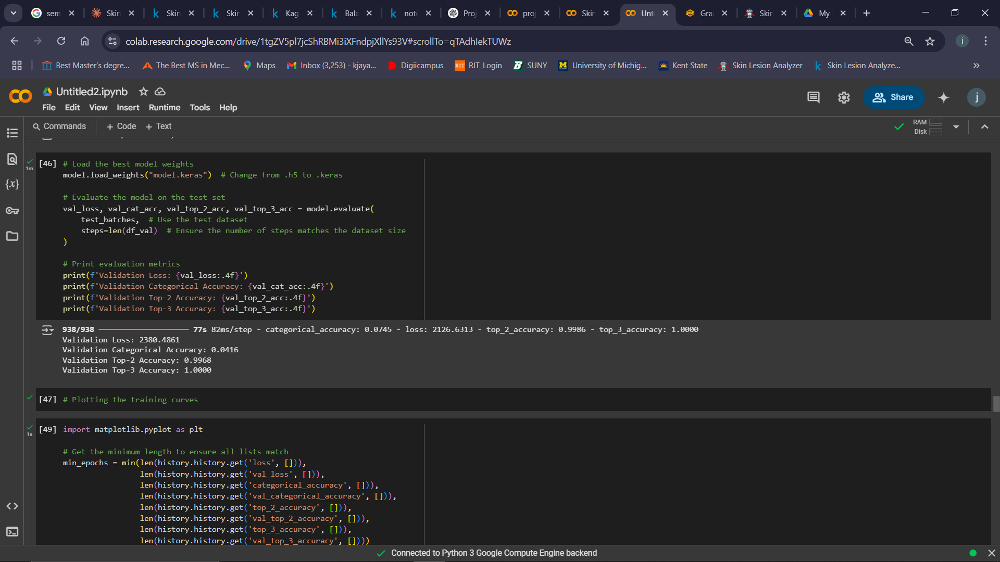 sem
Skin
Skin
Skin
Kag
Bala
note
Proj
proj
Skin
Unti
Gra
Skin
My
colab.research.google.com/drive/1tgZV5pl7jcShRBMi3iXFndpjXllYs93V#scrollTo=qTAdhIekTUWz
j
Best Master's degre...
The Best MS in Mec...
Maps
Inbox (3,253) - kjaya...
Digiicampus
RIT RIT_Login
B SUNY
M University of Michig...
Kent State
Skin Lesion Analyzer
k Skin Lesion Analyze...
»
Untitled2.ipynb
Share
j
File Edit View Insert Runtime Tools Help
Commands + Code + Text
RAM
Disk
1m
[46] # Load the best model weights
model.load_weights("model.keras")  # Change from .h5 to .keras
# Evaluate the model on the test set
val_loss, val_cat_acc, val_top_2_acc, val_top_3_acc = model.evaluate(
test_batches,  # Use the test dataset
steps=len(df_val)  # Ensure the number of steps matches the dataset size
)
# Print evaluation metrics
print(f'Validation Loss: {val_loss:.4f}')
print(f'Validation Categorical Accuracy: {val_cat_acc:.4f}')
print(f'Validation Top-2 Accuracy: {val_top_2_acc:.4f}')
print(f'Validation Top-3 Accuracy: {val_top_3_acc:.4f}')
938/938 ━━━━━━━━━━━━━━━━━━━━ 77s 82ms/step - categorical_accuracy: 0.0745 - loss: 2126.6313 - top_2_accuracy: 0.9986 - top_3_accuracy: 1.0000
Validation Loss: 2380.4861
Validation Categorical Accuracy: 0.0416
Validation Top-2 Accuracy: 0.9968
Validation Top-3 Accuracy: 1.0000
[47] # Plotting the training curves
1s
[49] import matplotlib.pyplot as plt
# Get the minimum length to ensure all lists match
min_epochs = min(len(history.history.get('loss', [])),
len(history.history.get('val_loss', [])),
len(history.history.get('categorical_accuracy', [])),
len(history.history.get('val_categorical_accuracy', [])),
len(history.history.get('top_2_accuracy', [])),
len(history.history.get('val_top_2_accuracy', [])),
len(history.history.get('top_3_accuracy', [])),
len(history.history.get('val_top_3_accuracy', [])))
Connected to Python 3 Google Compute Engine backend